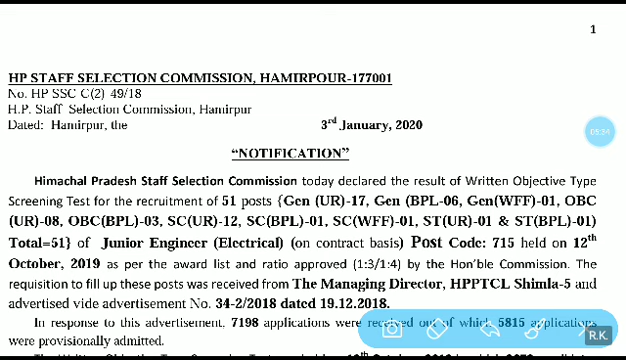 1
HP STAFF SELECTION COMMISSION, HAMIRPOUR-177001
No. HP SSC C(2) 49/18
H.P. Staff Selection Commission, Hamirpur
Dated: Hamirpur, the 3rd January, 2020
05:54
“NOTIFICATION”
Himachal Pradesh Staff Selection Commission today declared the result of Written Objective Type
Screening Test for the recruitment of 51 posts {Gen (UR)-17, Gen (BPL-06, Gen(WFF)-01, OBC
(UR)-08, OBC(BPL)-03, SC(UR)-12, SC(BPL)-01, SC(WFF)-01, ST(UR)-01 & ST(BPL)-01)
Total=51} of Junior Engineer (Electrical) (on contract basis) Post Code: 715 held on 12th
October, 2019 as per the award list and ratio approved (1:3/1:4) by the Hon’ble Commission. The
requisition to fill up these posts was received from The Managing Director, HPPTCL Shimla-5 and
advertised vide advertisement No. 34-2/2018 dated 19.12.2018.
In response to this advertisement, 7198 applications were received out of which 5815 applications
were provisionally admitted.
R.K.